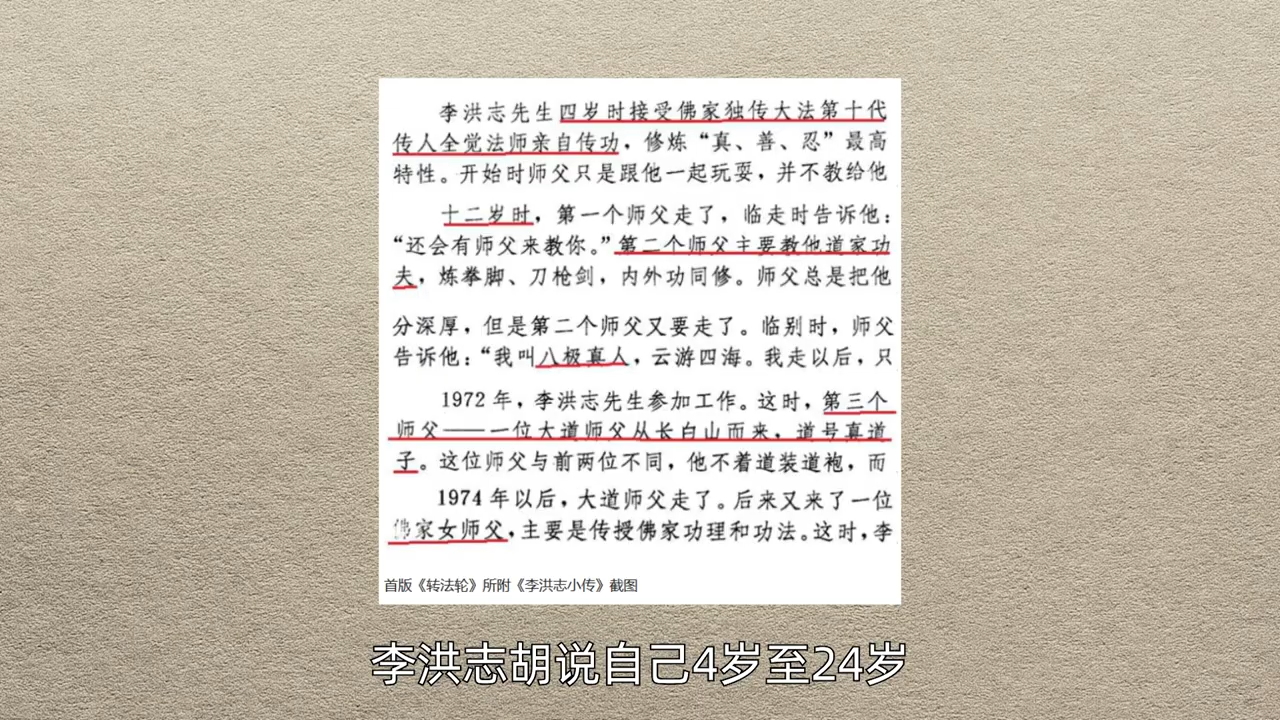 李洪志先生四岁时接受佛家独传大法第十代
传人全觉法师亲自传功，修炼“真、善、忍”最高
特性。开始时师父只是跟他一起玩耍，并不教给他
十二岁时，第一个师父走了，临走时告诉他：
“还会有师父来教你。”第二个师父主要教他道家功
夫，炼拳脚、刀枪剑，内外功同修。师父总是把他
分深厚，但是第二个师父又要走了。临别时，师父
告诉他：“我叫八极真人，云游四海。我走以后，只
1972年，李洪志先生参加工作。这时，第三个
师父——一位大道师父从长白山而来，道号真道
子。这位师父与前两位不同，他不着道装道袍，而
1974年以后，大道师父走了。后来又来了一位
佛家女师父，主要是传授佛家功理和功法。这时，李
首版《转法轮》所附《李洪志小传》截图
李洪志胡说自己4岁至24岁